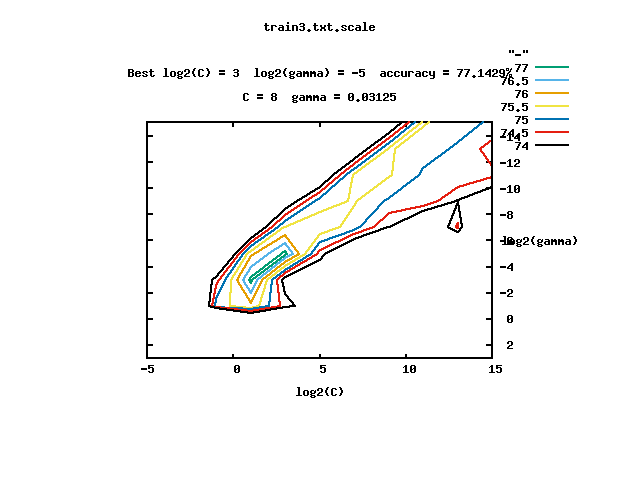 train3.txt.scale
"-"
Best log2(C) = 3  log2(gamma) = -5  accuracy = 77.1429%
77
76.5
C = 8  gamma = 0.03125
76
75.5
75
74.5
74
-14
-12
-10
-8
-6
log2(gamma)
-4
-2
0
2
-5 0 5 10 15
log2(C)